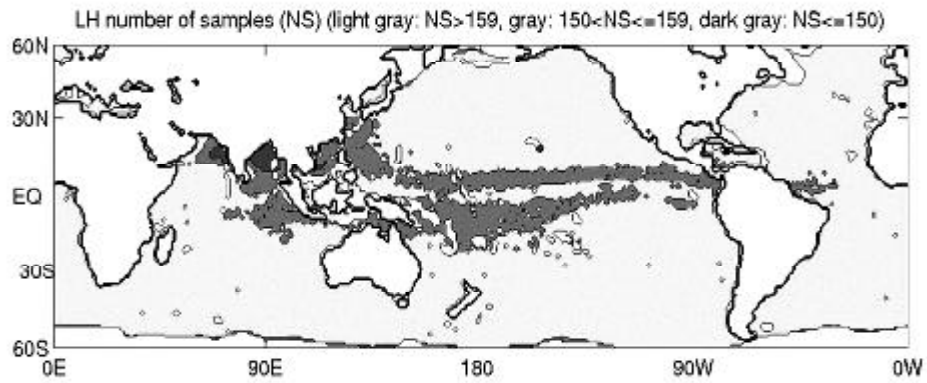 LH number of samples (NS) (light gray: NS>159, gray: 150<NS<=159, dark gray: NS<=150)
60N
30N
EQ
30S
60S
0E 90E 180 90W 0W